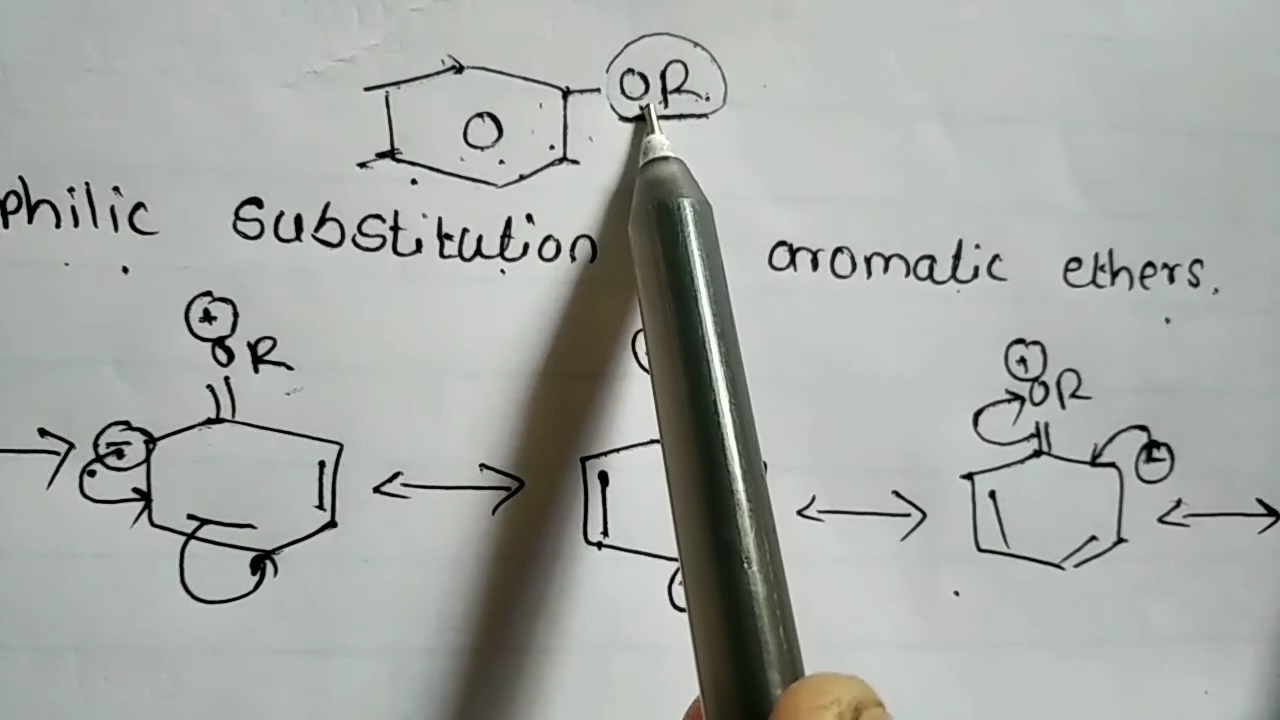 OR
philic substitution aromatic ethers.
+ OR + OR